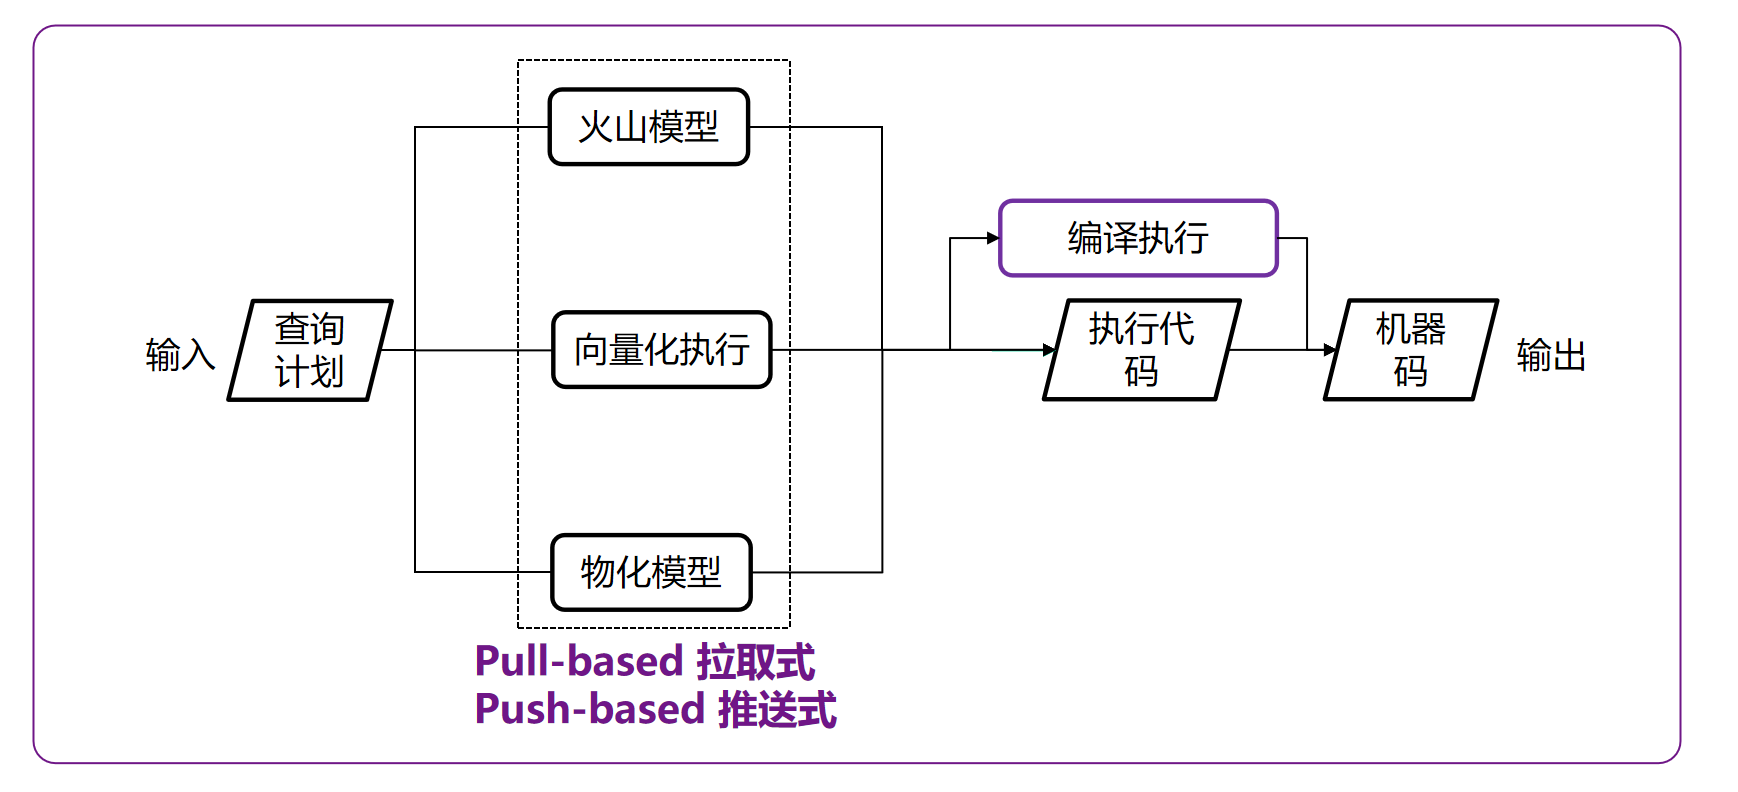 输入
查询
计划
火山模型
向量化执行
物化模型
Pull-based 拉取式
Push-based 推送式
编译执行
执行代
码
机器
码
输出